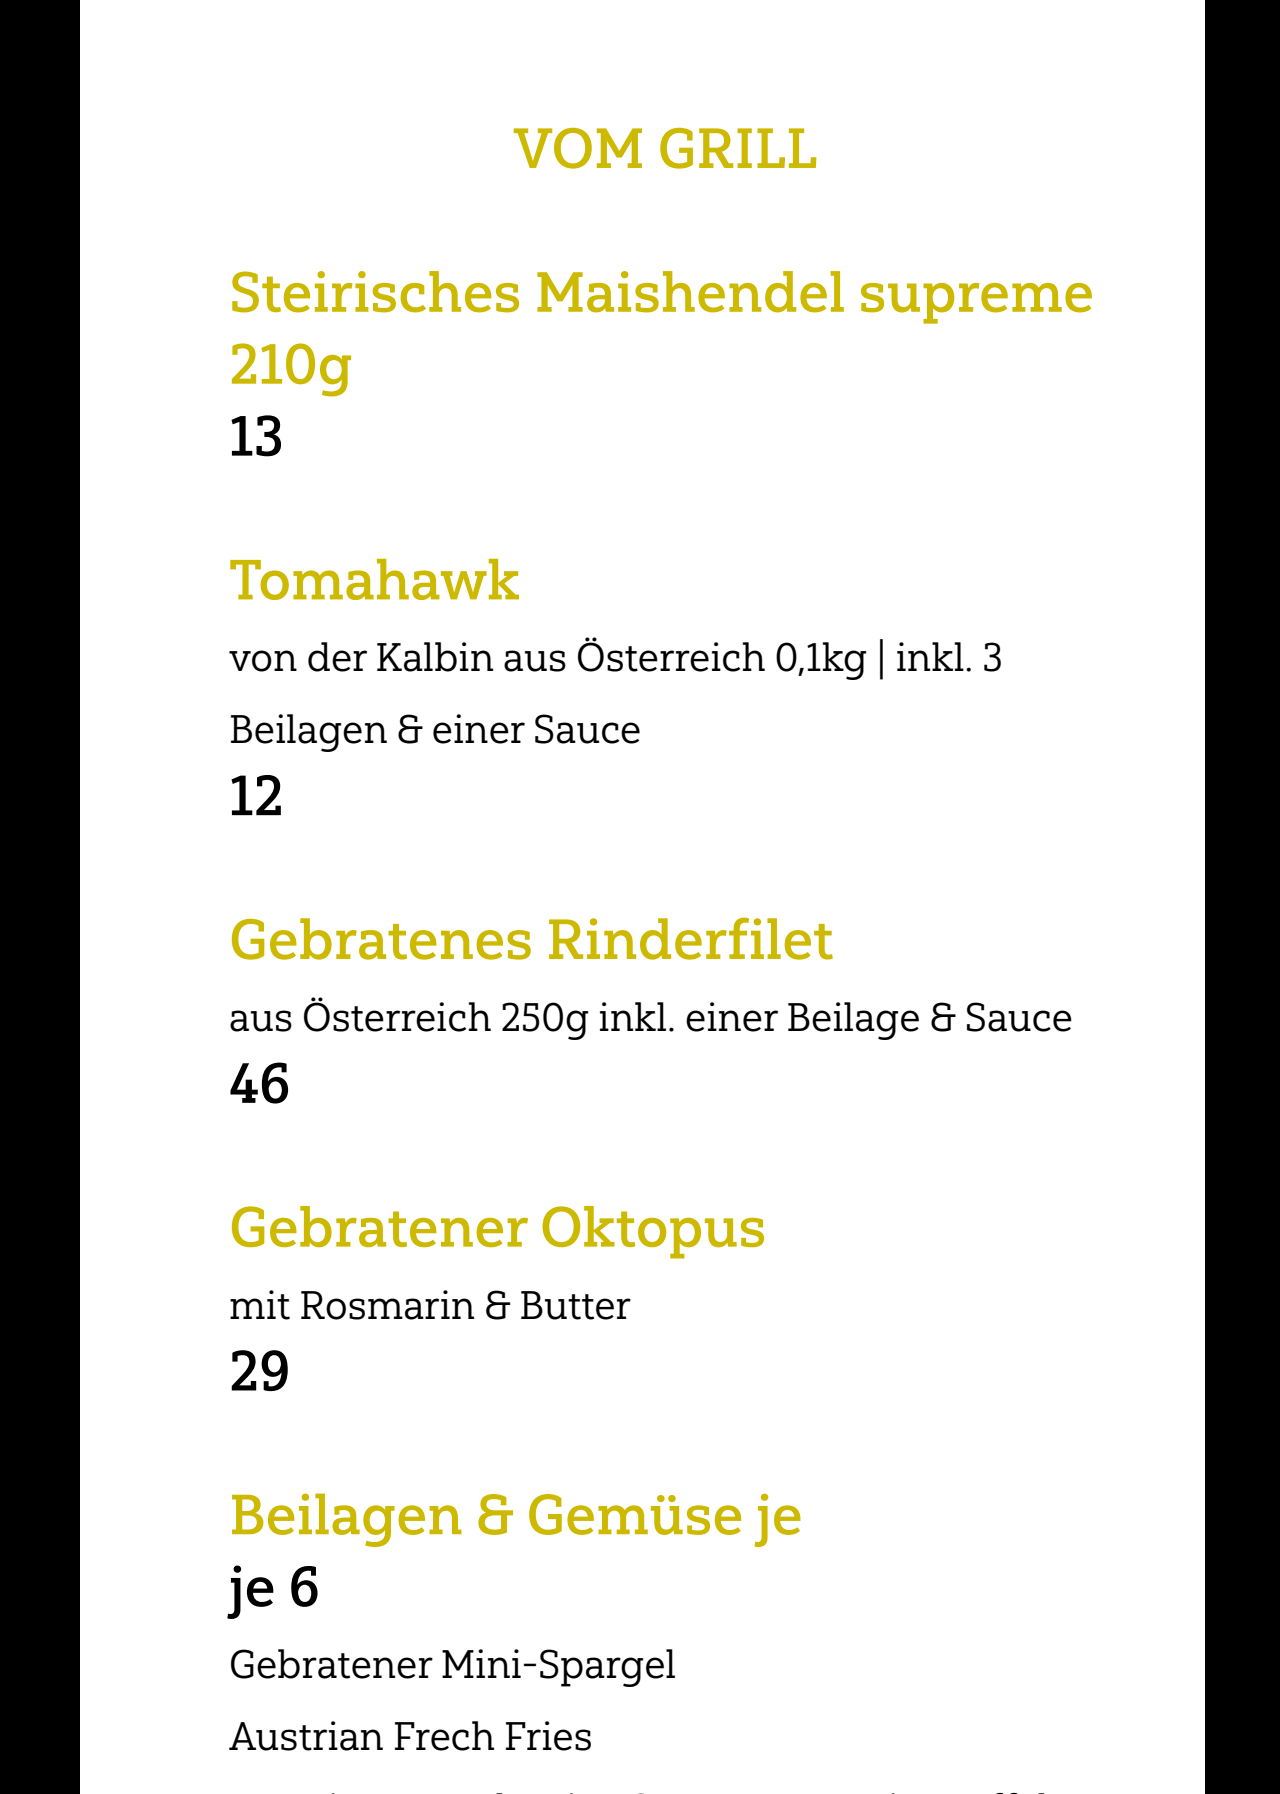 VOM GRILL
Steirisches Maishendel supreme
210g
13
Tomahawk
von der Kalbin aus Österreich 0,1kg | inkl. 3
Beilagen & einer Sauce
12
Gebratenes Rinderfilet
aus Österreich 250g inkl. einer Beilage & Sauce
46
Gebratener Oktopus
mit Rosmarin & Butter
29
Beilagen & Gemüse je
je 6
Gebratener Mini-Spargel
Austrian Frech Fries